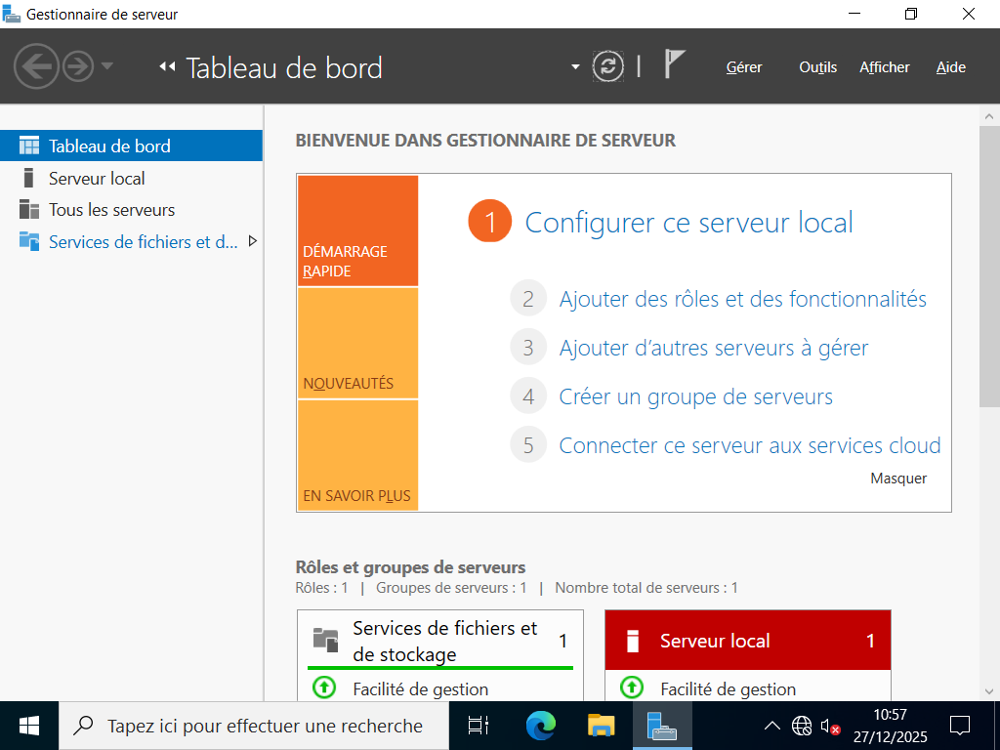 Gestionnaire de serveur
Tableau de bord
Gérer
Outils
Afficher
Aide
Tableau de bord
Serveur local
Tous les serveurs
Services de fichiers et d...
BIENVENUE DANS GESTIONNAIRE DE SERVEUR
DÉMARRAGE
RAPIDE
NOUVEAUTÉS
EN SAVOIR PLUS
1 Configurer ce serveur local
2 Ajouter des rôles et des fonctionnalités
3 Ajouter d’autres serveurs à gérer
4 Créer un groupe de serveurs
5 Connecter ce serveur aux services cloud
Masquer
Rôles et groupes de serveurs
Rôles : 1 | Groupes de serveurs : 1 | Nombre total de serveurs : 1
Services de fichiers et
de stockage
1
Facilité de gestion
Serveur local 1
Facilité de gestion
Tapez ici pour effectuer une recherche
10:57
27/12/2025